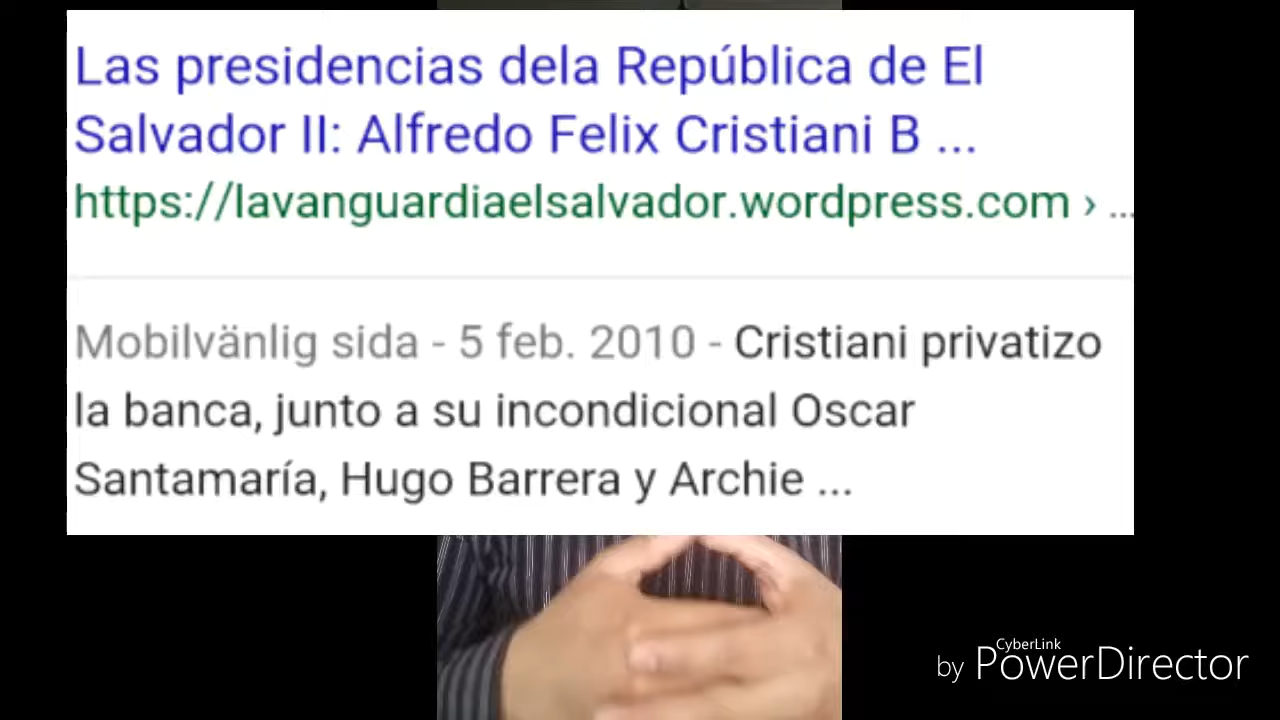 Las presidencias dela República de El
Salvador II: Alfredo Felix Cristiani B ...
https://lavanguardiaelsalvador.wordpress.com › ...
Mobilvänlig sida - 5 feb. 2010 - Cristiani privatizo
la banca, junto a su incondicional Oscar
Santamaría, Hugo Barrera y Archie ...
CyberLink
by PowerDirector